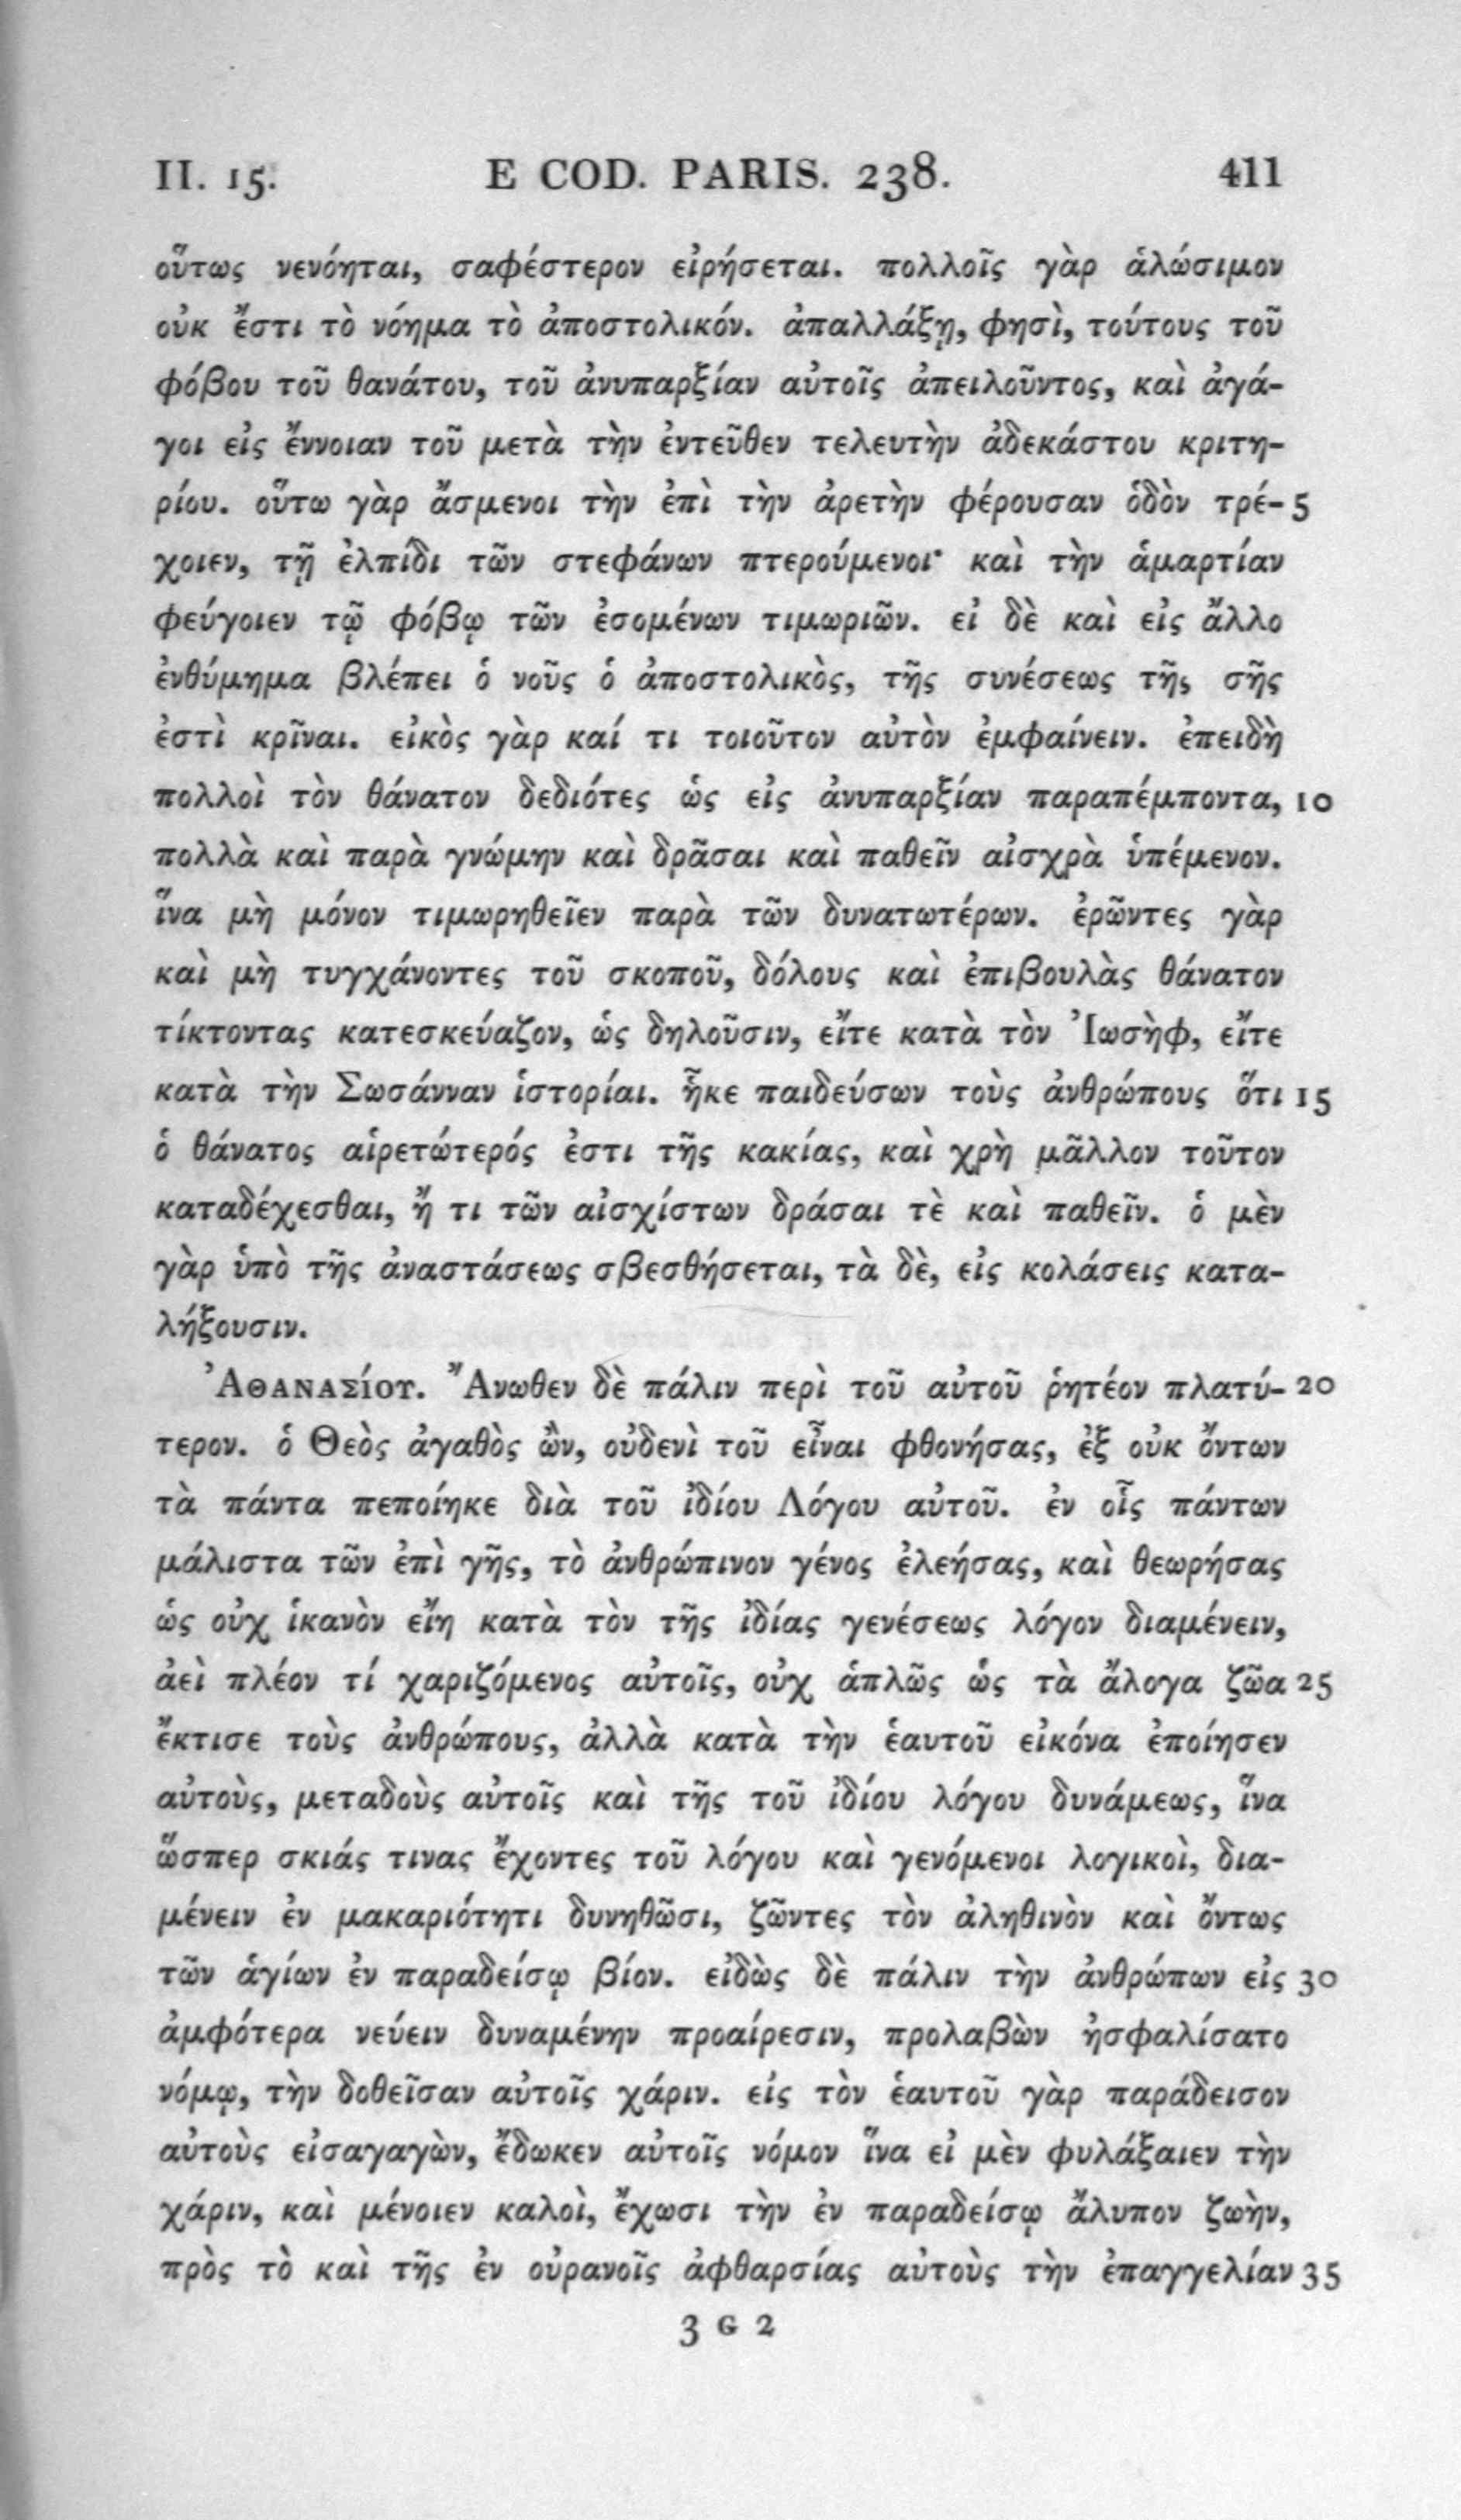 II. 15. E COD. PARIS. 238. 411
οὕτως νενόηται, σαφέστερον εἰρήσεται. πολλοῖς γὰρ ἁλώσιμον
οὐκ ἔστι τὸ νόημα τὸ ἀποστολικόν. ἀπαλλάξῃ, φησὶ, τούτους τοῦ
φόβου τοῦ θανάτου, τοῦ ἀνυπαρξίαν αὐτοῖς ἀπειλοῦντος, καὶ ἀγά-
γοι εἰς ἔννοιαν τοῦ μετὰ τὴν ἐντεῦθεν τελευτὴν ἀδεκάστου κριτη-
ρίου. οὕτω γὰρ ἄσμενοι τὴν ἐπὶ τὴν ἀρετὴν φέρουσαν ὁδὸν τρέ- 5
χοιεν, τῇ ἐλπίδι τῶν στεφάνων πτερούμενοι· καὶ τὴν ἁμαρτίαν
φεύγοιεν τῷ φόβῳ τῶν ἐσομένων τιμωριῶν. εἰ δὲ καὶ εἰς ἄλλο
ἐνθύμημα βλέπει ὁ νοῦς ὁ ἀποστολικὸς, τῆς συνέσεως τῆς σῆς
ἐστὶ κρῖναι. εἰκὸς γὰρ καί τι τοιοῦτον αὐτὸν ἐμφαίνειν. ἐπειδὴ
πολλοὶ τὸν θάνατον δεδιότες ὡς εἰς ἀνυπαρξίαν παραπέμποντα, 10
πολλὰ καὶ παρὰ γνώμην καὶ δρᾶσαι καὶ παθεῖν αἰσχρὰ ὑπέμενον.
ἵνα μὴ μόνον τιμωρηθεῖεν παρὰ τῶν δυνατωτέρων. ἐρῶντες γὰρ
καὶ μὴ τυγχάνοντες τοῦ σκοποῦ, δόλους καὶ ἐπιβουλὰς θάνατον
τίκτοντας κατεσκεύαζον, ὡς δηλοῦσιν, εἴτε κατὰ τὸν Ἰωσὴφ, εἴτε
κατὰ τὴν Σωσάνναν ἱστορίαι. ἧκε παιδεύσων τοὺς ἀνθρώπους ὅτι 15
ὁ θάνατος αἱρετώτερός ἐστι τῆς κακίας, καὶ χρὴ μᾶλλον τοῦτον
καταδέχεσθαι, ἤ τι τῶν αἰσχίστων δράσαι τὲ καὶ παθεῖν. ὁ μὲν
γὰρ ὑπὸ τῆς ἀναστάσεως σβεσθήσεται, τὰ δὲ, εἰς κολάσεις κατα-
λήξουσιν.
Ἀθανασίου. Ἄνωθεν δὲ πάλιν περὶ τοῦ αὐτοῦ ῥητέον πλατύ- 20
τερον. ὁ Θεὸς ἀγαθὸς ὢν, οὐδενὶ τοῦ εἶναι φθονήσας, ἐξ οὐκ ὄντων
τὰ πάντα πεποίηκε διὰ τοῦ ἰδίου Λόγου αὐτοῦ. ἐν οἷς πάντων
μάλιστα τῶν ἐπὶ γῆς, τὸ ἀνθρώπινον γένος ἐλεήσας, καὶ θεωρήσας
ὡς οὐχ ἱκανὸν εἴη κατὰ τὸν τῆς ἰδίας γενέσεως λόγον διαμένειν,
ἀεὶ πλέον τί χαριζόμενος αὐτοῖς, οὐχ ἁπλῶς ὡς τὰ ἄλογα ζῶα 25
ἔκτισε τοὺς ἀνθρώπους, ἀλλὰ κατὰ τὴν ἑαυτοῦ εἰκόνα ἐποίησεν
αὐτοὺς, μεταδοὺς αὐτοῖς καὶ τῆς τοῦ ἰδίου λόγου δυνάμεως, ἵνα
ὥσπερ σκιάς τινας ἔχοντες τοῦ λόγου καὶ γενόμενοι λογικοὶ, δια-
μένειν ἐν μακαριότητι δυνηθῶσι, ζῶντες τὸν ἀληθινὸν καὶ ὄντως
τῶν ἁγίων ἐν παραδείσῳ βίον. εἰδὼς δὲ πάλιν τὴν ἀνθρώπων εἰς 30
ἀμφότερα νεύειν δυναμένην προαίρεσιν, προλαβὼν ἠσφαλίσατο
νόμῳ, τὴν δοθεῖσαν αὐτοῖς χάριν. εἰς τὸν ἑαυτοῦ γὰρ παράδεισον
αὐτοὺς εἰσαγαγὼν, ἔδωκεν αὐτοῖς νόμον ἵνα εἰ μὲν φυλάξαιεν τὴν
χάριν, καὶ μένοιεν καλοὶ, ἔχωσι τὴν ἐν παραδείσῳ ἄλυπον ζωὴν,
πρὸς τὸ καὶ τῆς ἐν οὐρανοῖς ἀφθαρσίας αὐτοὺς τὴν ἐπαγγελίαν 35
3 G 2